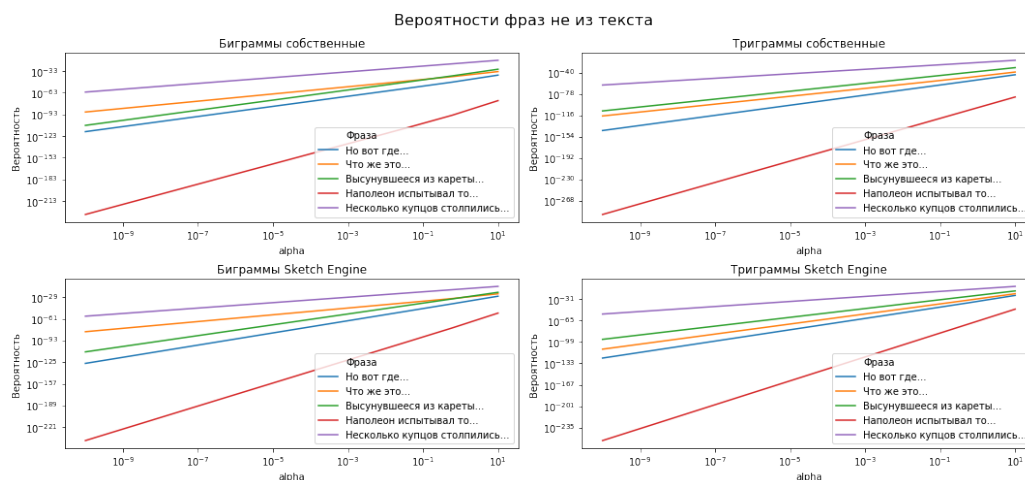 Вероятности фраз не из текста
Биграммы собственные
Вероятность
10⁻³³
10⁻⁶³
10⁻⁹³
10⁻¹²³
10⁻¹⁵³
10⁻¹⁸³
10⁻²¹³
Фраза
Но вот где...
Что же это...
Высунувшееся из кареты...
Наполеон испытывал то...
Несколько купцов столпились...
10⁻⁹ 10⁻⁷ 10⁻⁵ 10⁻³ 10⁻¹ 10¹
alpha
Триграммы собственные
Вероятность
10⁻⁴⁰
10⁻⁷⁸
10⁻¹¹⁶
10⁻¹⁵⁴
10⁻¹⁹²
10⁻²³⁰
10⁻²⁶⁸
Фраза
Но вот где...
Что же это...
Высунувшееся из кареты...
Наполеон испытывал то...
Несколько купцов столпились...
10⁻⁹ 10⁻⁷ 10⁻⁵ 10⁻³ 10⁻¹ 10¹
alpha
Биграммы Sketch Engine
Вероятность
10⁻²⁹
10⁻⁶¹
10⁻⁹³
10⁻¹²⁵
10⁻¹⁵⁷
10⁻¹⁸⁹
10⁻²²¹
Фраза
Но вот где...
Что же это...
Высунувшееся из кареты...
Наполеон испытывал то...
Несколько купцов столпились...
10⁻⁹ 10⁻⁷ 10⁻⁵ 10⁻³ 10⁻¹ 10¹
alpha
Триграммы Sketch Engine
Вероятность
10⁻³¹
10⁻⁶⁵
10⁻⁹⁹
10⁻¹³³
10⁻¹⁶⁷
10⁻²⁰¹
10⁻²³⁵
Фраза
Но вот где...
Что же это...
Высунувшееся из кареты...
Наполеон испытывал то...
Несколько купцов столпились...
10⁻⁹ 10⁻⁷ 10⁻⁵ 10⁻³ 10⁻¹ 10¹
alpha